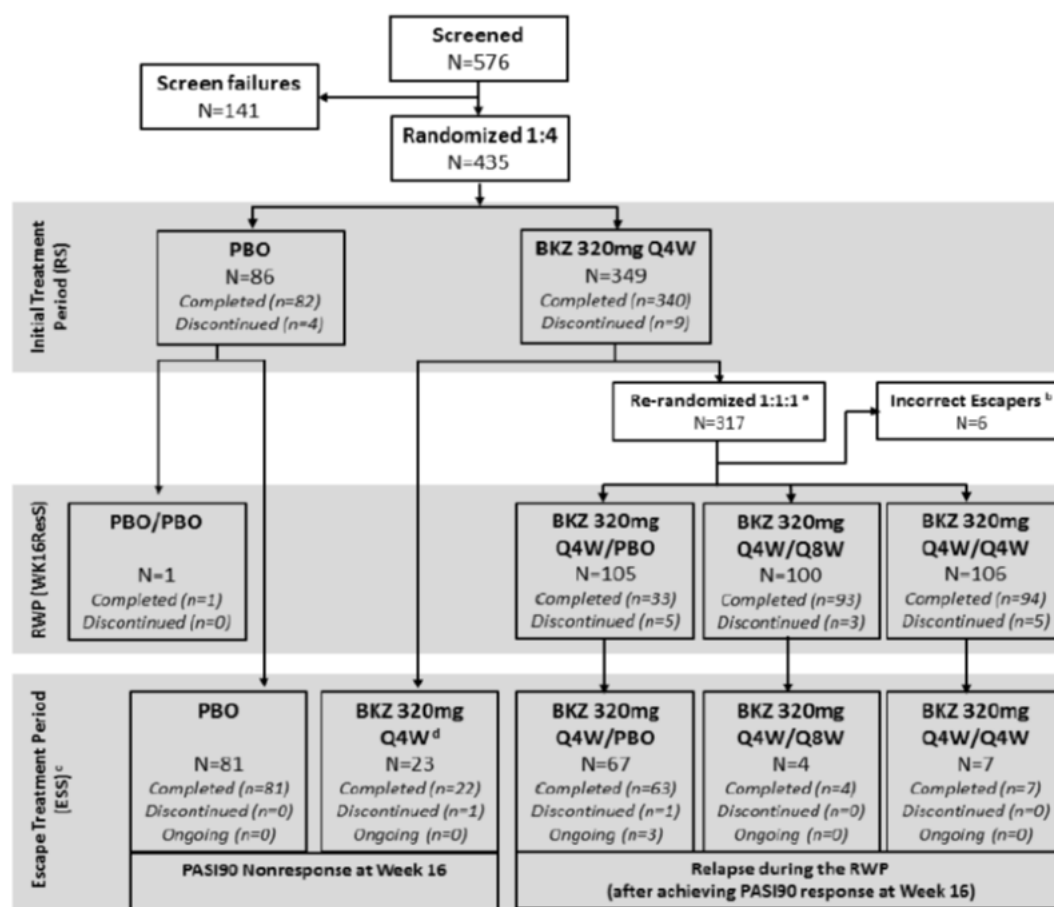 Screened
N=576
Screen failures
N=141
Randomized 1:4
N=435
Initial Treatment
Period (RS)
PBO
N=86
Completed (n=82)
Discontinued (n=4)
BKZ 320mg Q4W
N=349
Completed (n=340)
Discontinued (n=9)
Re-randomized 1:1:1 a
N=317
Incorrect Escapers b
N=6
RWP (WK16ResS)
PBO/PBO
N=1
Completed (n=1)
Discontinued (n=0)
BKZ 320mg
Q4W/PBO
N=105
Completed (n=33)
Discontinued (n=5)
BKZ 320mg
Q4W/Q8W
N=100
Completed (n=93)
Discontinued (n=3)
BKZ 320mg
Q4W/Q4W
N=106
Completed (n=94)
Discontinued (n=5)
Escape Treatment Period
(ESS) c
PBO
N=81
Completed (n=81)
Discontinued (n=0)
Ongoing (n=0)
BKZ 320mg
Q4W d
N=23
Completed (n=22)
Discontinued (n=1)
Ongoing (n=0)
BKZ 320mg
Q4W/PBO
N=67
Completed (n=63)
Discontinued (n=1)
Ongoing (n=3)
BKZ 320mg
Q4W/Q8W
N=4
Completed (n=4)
Discontinued (n=0)
Ongoing (n=0)
BKZ 320mg
Q4W/Q4W
N=7
Completed (n=7)
Discontinued (n=0)
Ongoing (n=0)
PASI90 Nonresponse at Week 16
Relapse during the RWP
(after achieving PASI90 response at Week 16)